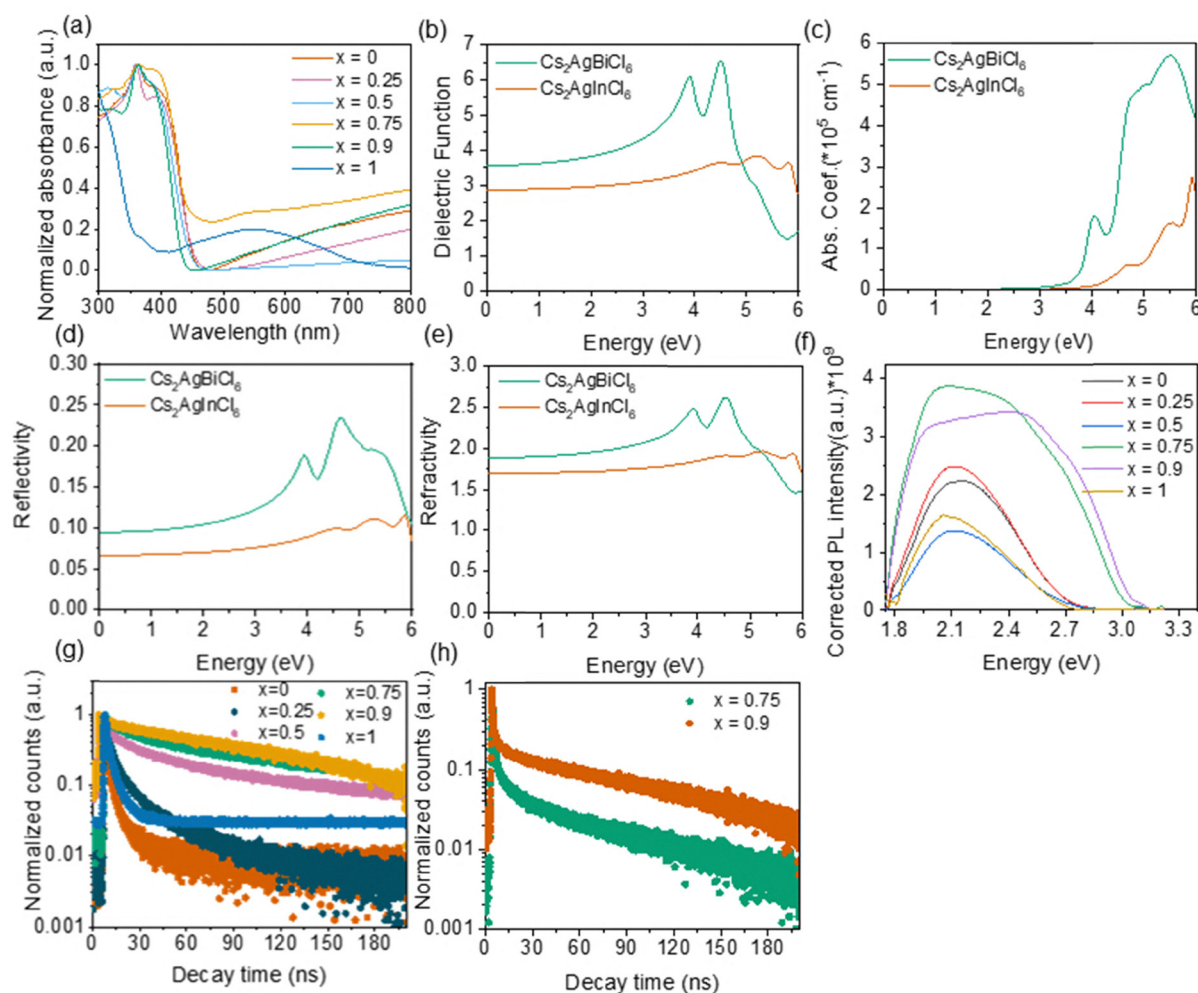 (a)
Normalized absorbance (a.u.)
1.0
0.8
0.6
0.4
0.2
0.0
x = 0
x = 0.25
x = 0.5
x = 0.75
x = 0.9
x = 1
300 400 500 600 700 800
Wavelength (nm)
(b)
Dielectric Function
7
6
5
4
3
2
1
0
Cs₂AgBiCl₆
Cs₂AgInCl₆
0 1 2 3 4 5 6
Energy (eV)
(c)
Abs. Coef.(*10⁵ cm⁻¹)
6
5
4
3
2
1
0
Cs₂AgBiCl₆
Cs₂AgInCl₆
0 1 2 3 4 5 6
Energy (eV)
(d)
Reflectivity
0.30
0.25
0.20
0.15
0.10
0.05
0.00
Cs₂AgBiCl₆
Cs₂AgInCl₆
0 1 2 3 4 5 6
Energy (eV)
(e)
Refractivity
3.0
2.5
2.0
1.5
1.0
0.5
0.0
Cs₂AgBiCl₆
Cs₂AgInCl₆
0 1 2 3 4 5 6
Energy (eV)
(f)
Corrected PL intensity(a.u.)*10⁹
4
3
2
1
0
x = 0
x = 0.25
x = 0.5
x = 0.75
x = 0.9
x = 1
1.8 2.1 2.4 2.7 3.0 3.3
Energy (eV)
(g)
Normalized counts (a.u.)
1
0.1
0.01
0.001
x=0 x=0.75
x=0.25 x=0.9
x=0.5 x=1
0 30 60 90 120 150 180
Decay time (ns)
(h)
Normalized counts (a.u.)
1
0.1
0.01
0.001
x = 0.75
x = 0.9
0 30 60 90 120 150 180
Decay time (ns)